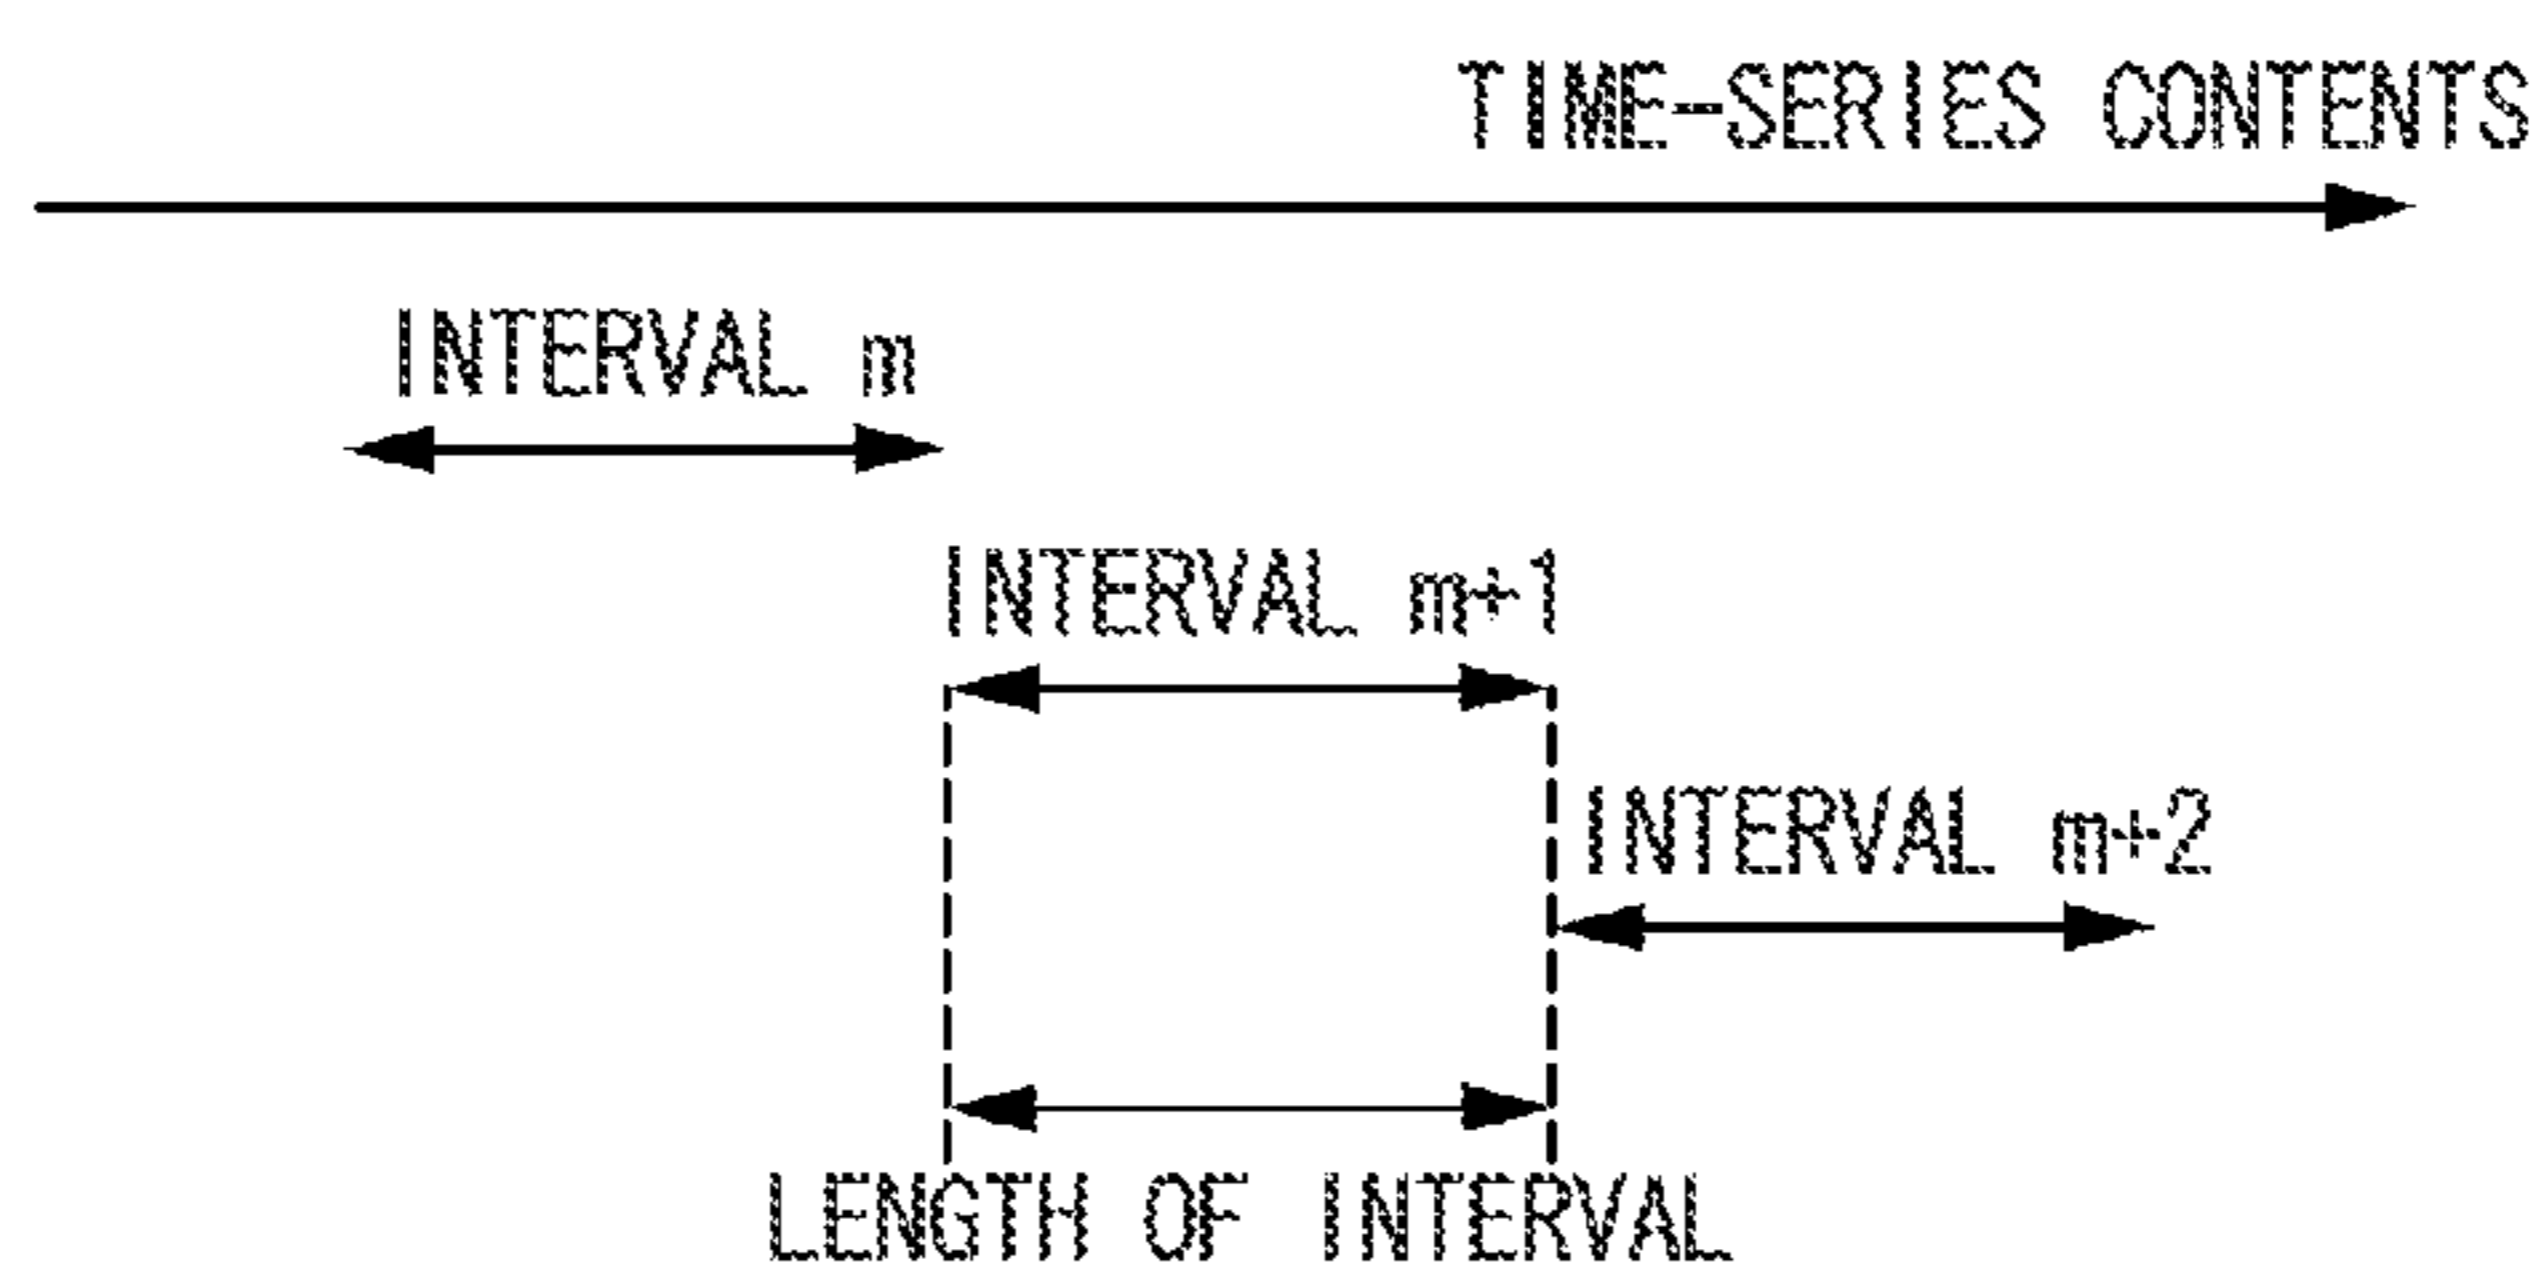 TIME-SERIES CONTENTS
INTERVAL m
INTERVAL m+1
INTERVAL m+2
LENGTH OF INTERVAL